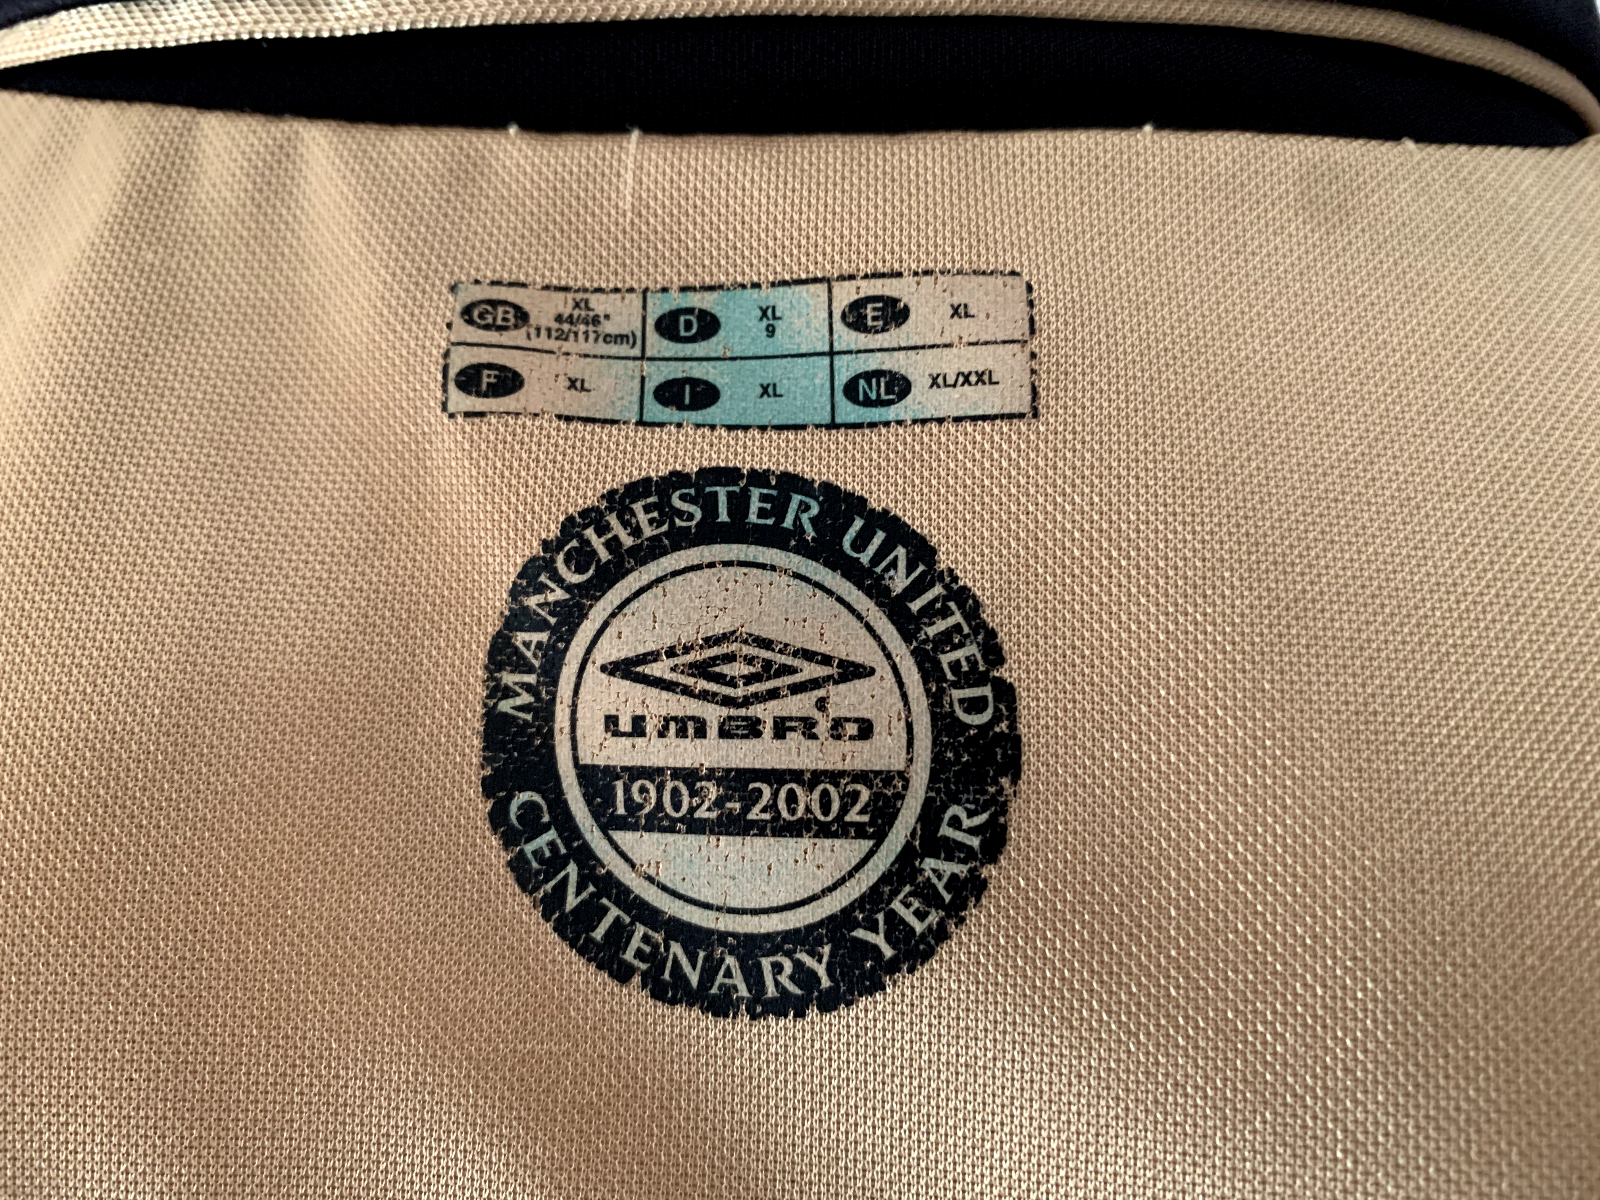 GB XL 44/46" (112/117cm)
D XL 9
E XL
F XL
I XL
NL XL/XXL
MANCHESTER UNITED
UMBRO
1902-2002
CENTENARY YEAR